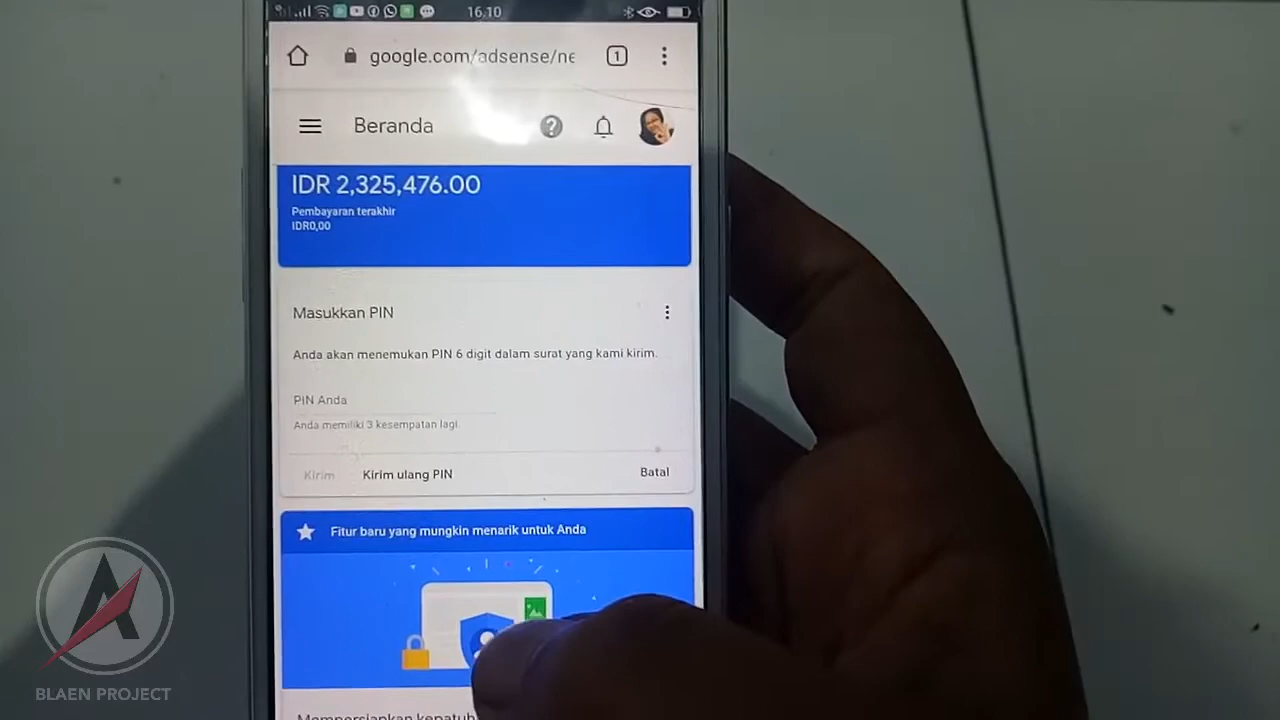 16.10
google.com/adsense/ne
1
Beranda
IDR 2,325,476.00
Pembayaran terakhir
IDR0,00
Masukkan PIN
Anda akan menemukan PIN 6 digit dalam surat yang kami kirim.
PIN Anda
Anda memiliki 3 kesempatan lagi.
Kirim
Kirim ulang PIN
Batal
Fitur baru yang mungkin menarik untuk Anda
BLAEN PROJECT